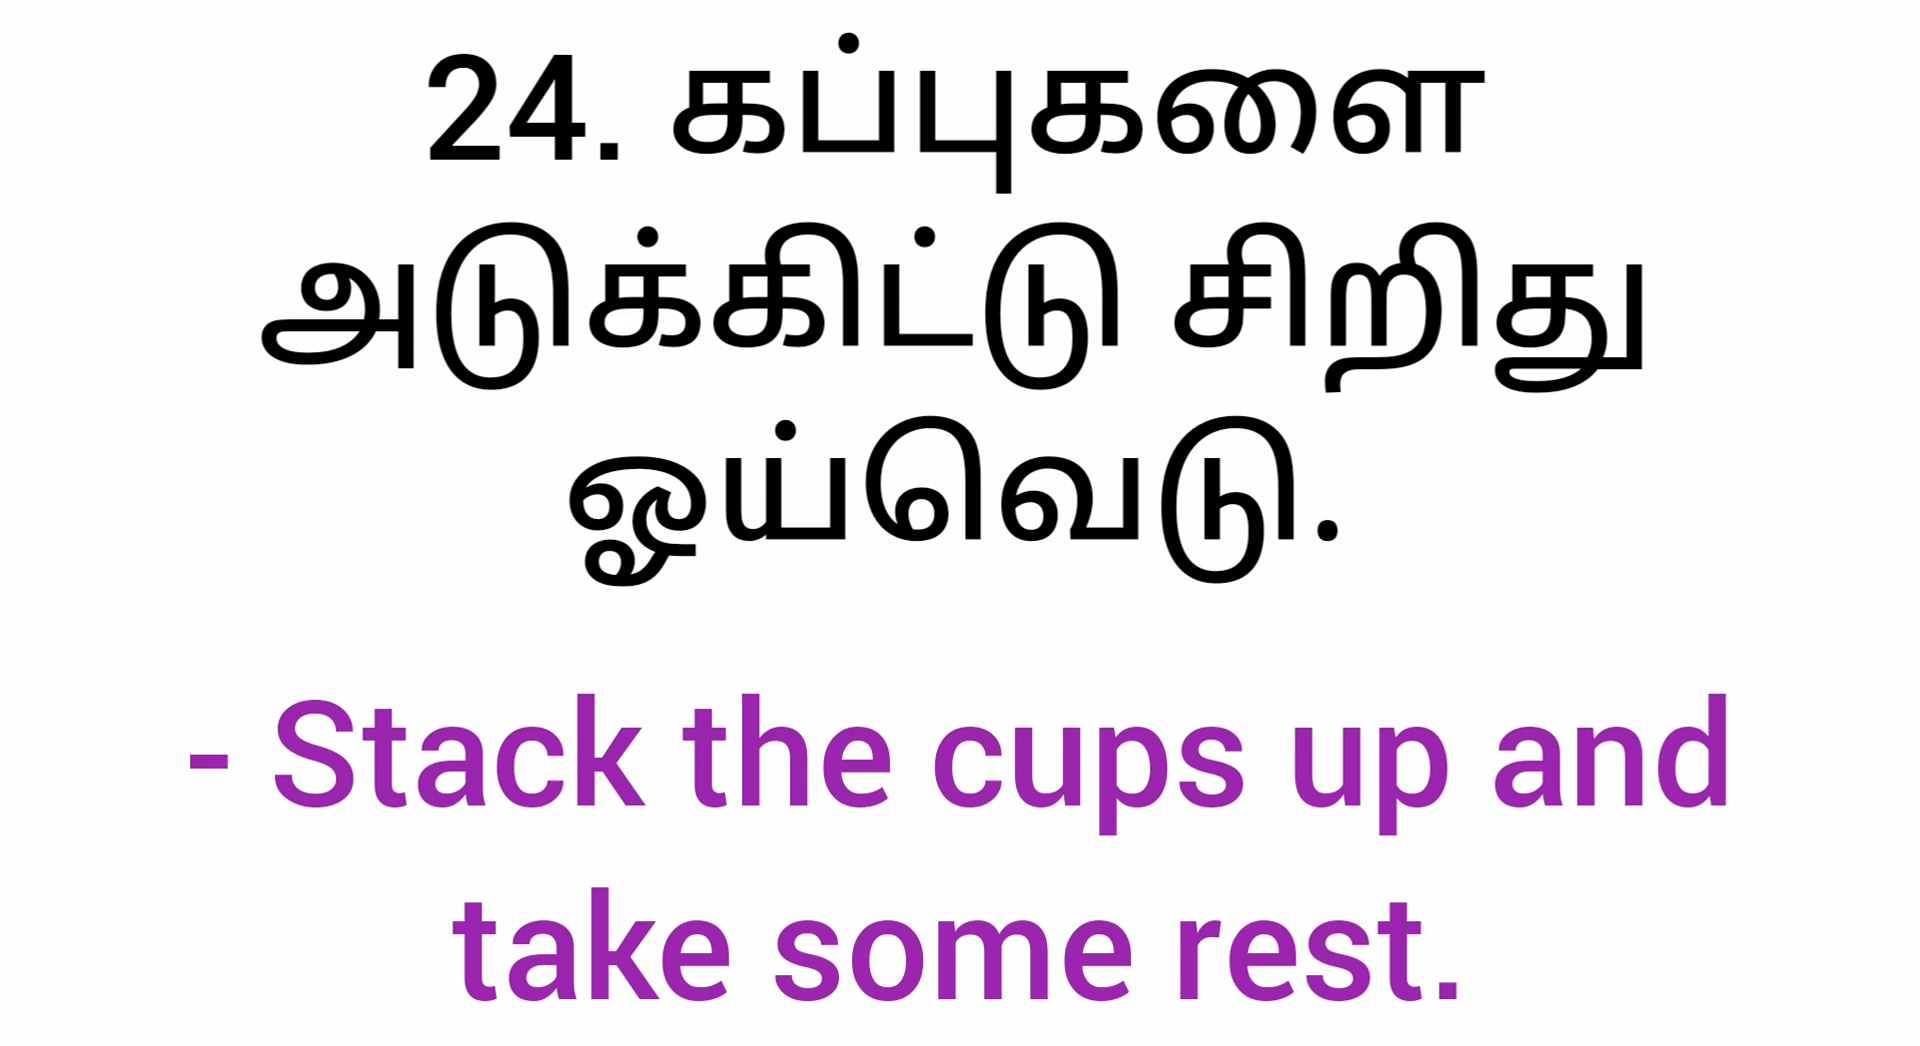 24. கப்புகளை
அடுக்கிட்டு சிறிது
ஓய்வெடு.
- Stack the cups up and
take some rest.